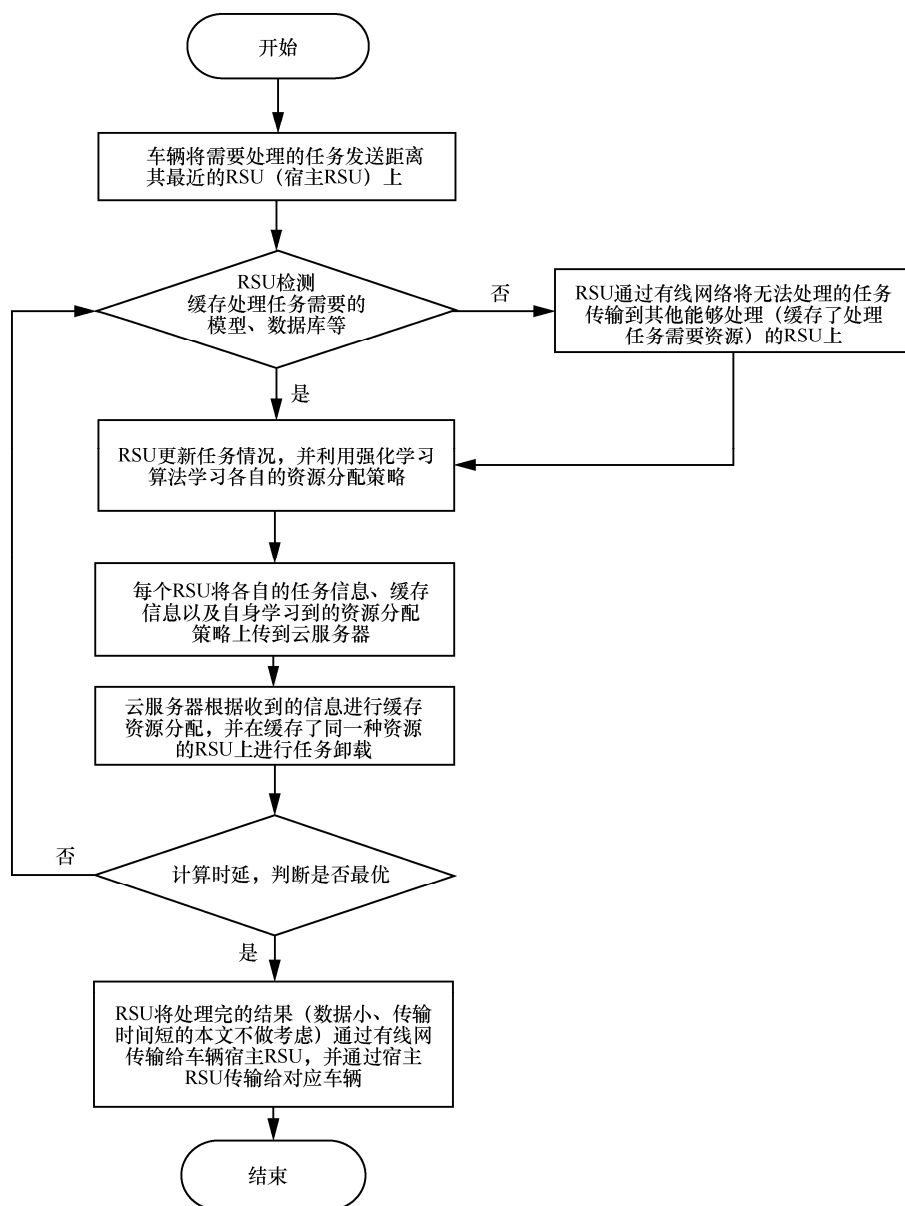 开始
车辆将需要处理的任务发送距离
其最近的RSU（宿主RSU）上
RSU检测
缓存处理任务需要的
模型、数据库等
否
RSU通过有线网络将无法处理的任务
传输到其他能够处理（缓存了处理
任务需要资源）的RSU上
是
RSU更新任务情况，并利用强化学习
算法学习各自的资源分配策略
每个RSU将各自的任务信息、缓存
信息以及自身学习到的资源分配
策略上传到云服务器
云服务器根据收到的信息进行缓存
资源分配，并在缓存了同一种资源
的RSU上进行任务卸载
否
计算时延，判断是否最优
是
RSU将处理完的结果（数据小、传输
时间短的本文不做考虑）通过有线网
传输给车辆宿主RSU，并通过宿主
RSU传输给对应车辆
结束